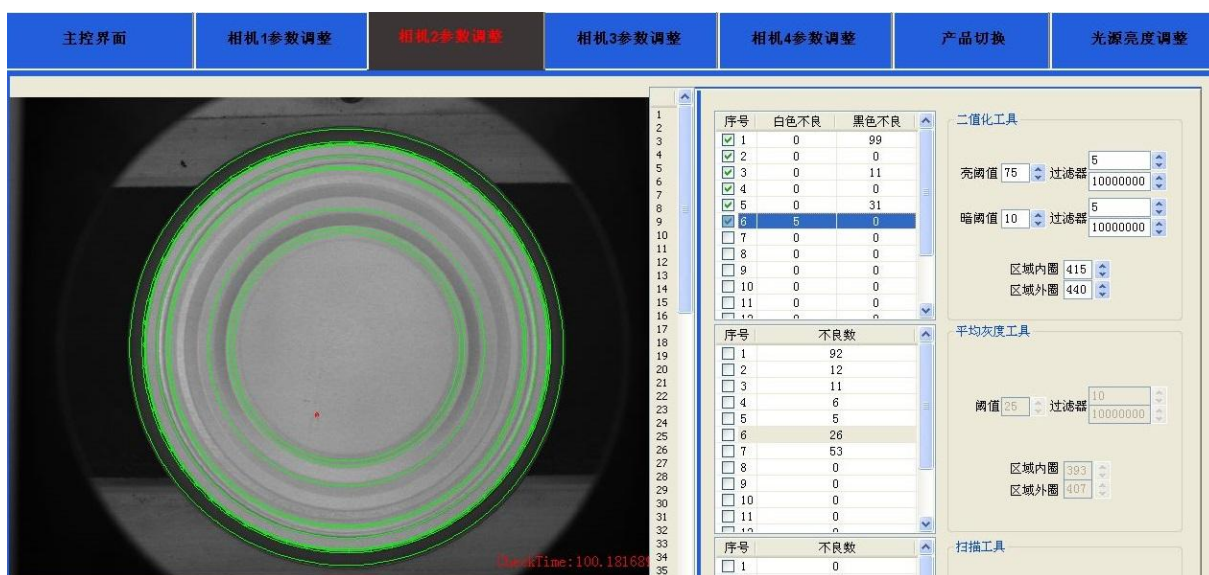 主控界面 相机1参数调整 相机2参数调整 相机3参数调整 相机4参数调整 产品切换 光源亮度调整
1
2
3
4
5
6
7
8
9
10
11
12
13
14
15
16
17
18
19
20
21
22
23
24
25
26
27
28
29
30
31
32
33
34
35
序号 白色不良 黑色不良
1 0 99
2 0 0
3 0 11
4 0 0
5 0 31
6 5 0
7 0 0
8 0 0
9 0 0
10 0 0
11 0 0
12 0 0
序号 不良数
1 92
2 12
3 11
4 6
5 5
6 26
7 53
8 0
9 0
10 0
11 0
12 0
序号 不良数
1 0
二值化工具
亮阈值 75 过滤器 5
10000000
暗阈值 10 过滤器 5
10000000
区域内圈 415
区域外圈 440
平均灰度工具
阈值 25 过滤器 10
10000000
区域内圈 393
区域外圈 407
扫描工具
CheckTime:100.18168